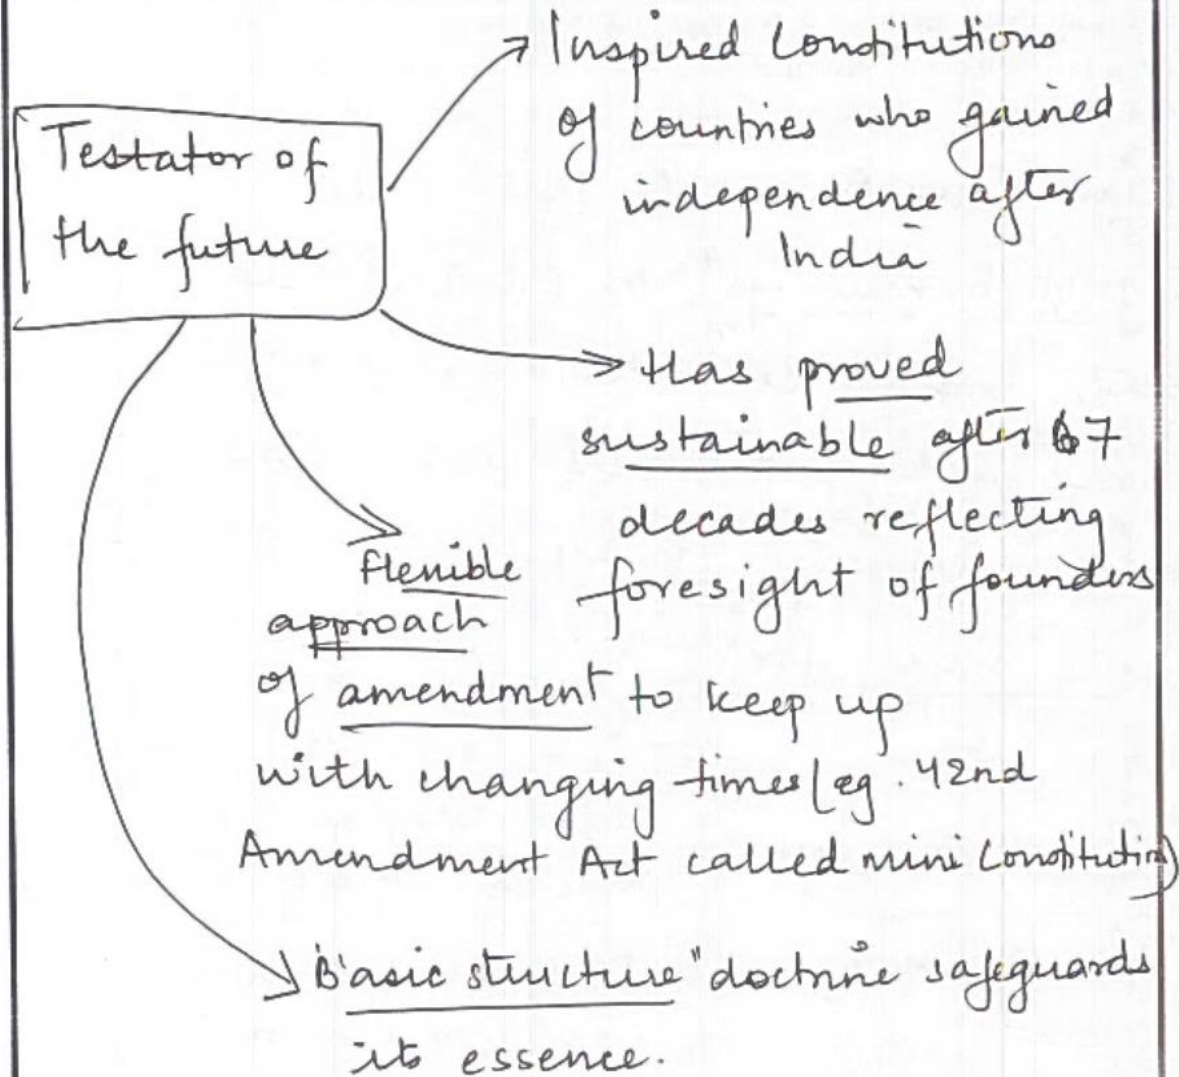 Testator of
the future
Inspired Constitutions
of countries who gained
independence after
India
Has proved
sustainable after 7
decades reflecting
foresight of founders
flexible
approach
of amendment to keep up
with changing times (eg. 42nd
Amendment Act called mini Constitution)
"Basic structure" doctrine safeguards
its essence.